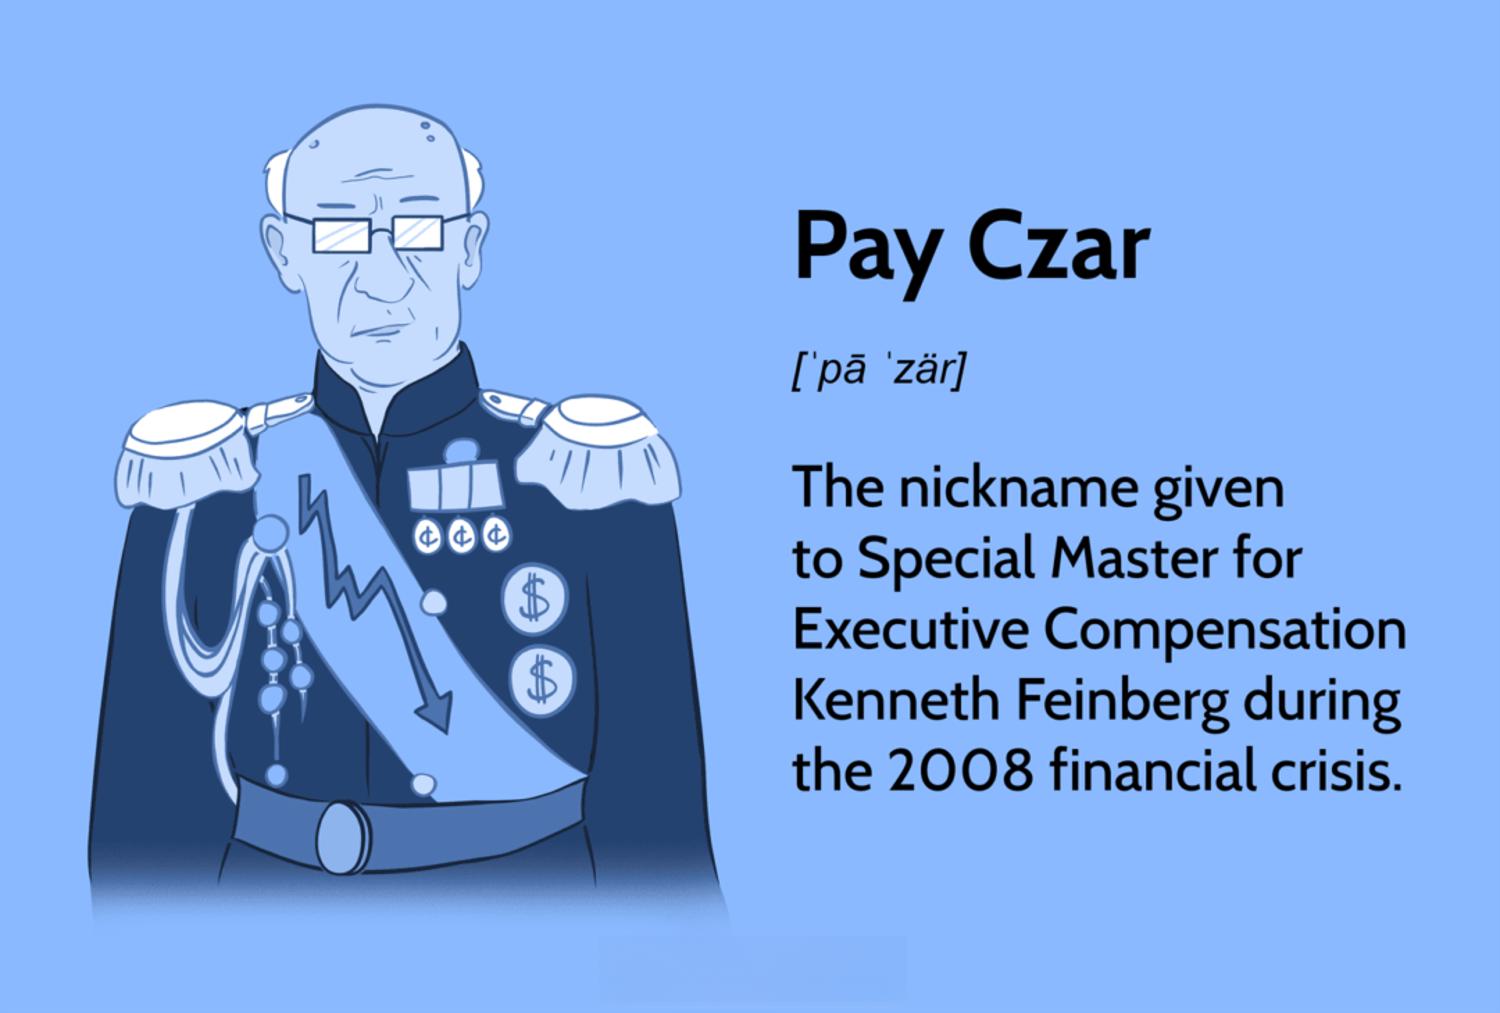 Pay Czar
[ˈpā ˈzär]
The nickname given
to Special Master for
Executive Compensation
Kenneth Feinberg during
the 2008 financial crisis.
¢ ¢ ¢
$
$